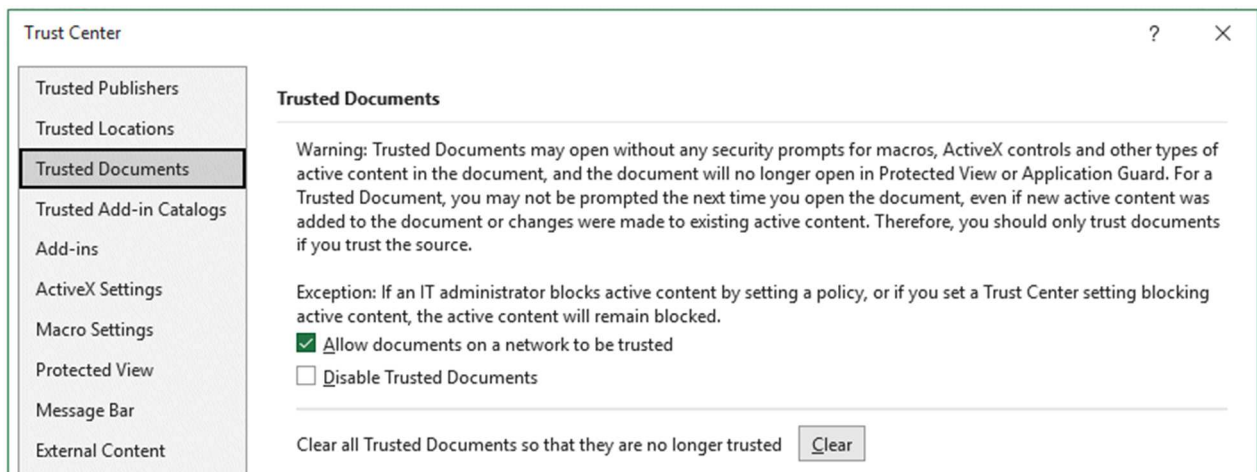 Trust Center
?
Trusted Publishers
Trusted Locations
Trusted Documents
Trusted Add-in Catalogs
Add-ins
ActiveX Settings
Macro Settings
Protected View
Message Bar
External Content
Trusted Documents
Warning: Trusted Documents may open without any security prompts for macros, ActiveX controls and other types of
active content in the document, and the document will no longer open in Protected View or Application Guard. For a
Trusted Document, you may not be prompted the next time you open the document, even if new active content was
added to the document or changes were made to existing active content. Therefore, you should only trust documents
if you trust the source.
Exception: If an IT administrator blocks active content by setting a policy, or if you set a Trust Center setting blocking
active content, the active content will remain blocked.
Allow documents on a network to be trusted
Disable Trusted Documents
Clear all Trusted Documents so that they are no longer trusted Clear